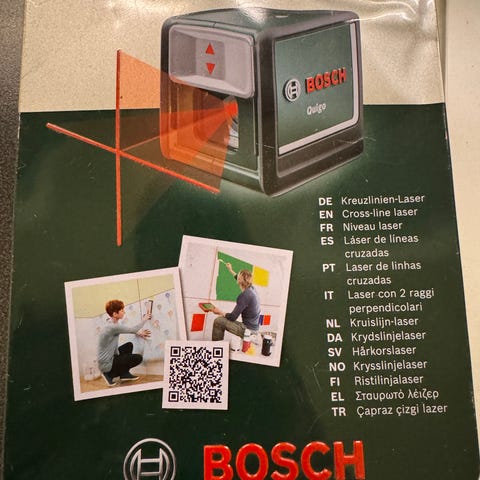 BOSCH
Quigo
DE Kreuzlinien-Laser
EN Cross-line laser
FR Niveau laser
ES Láser de líneas
cruzadas
PT Laser de linhas
cruzadas
IT Laser con 2 raggi
perpendicolari
NL Kruislijn-laser
DA Krydslinjelaser
SV Hårkorslaser
NO Krysslinjelaser
FI Ristilinjalaser
EL Σταυρωτό λέιζερ
TR Çapraz çizgi lazer
BOSCH